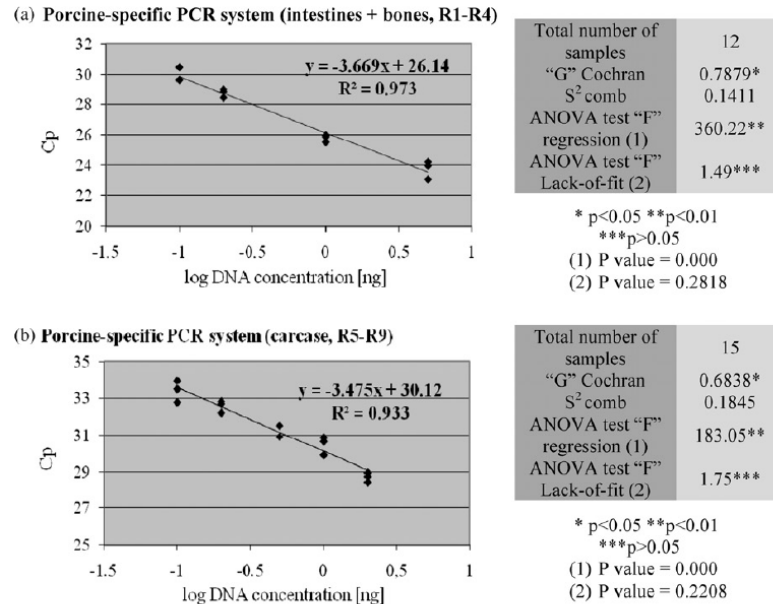 (a) Porcine-specific PCR system (intestines + bones, R1-R4)
32
30
28
26
24
22
20
Cp
y = -3.669x + 26.14
R² = 0.973
-1.5
-1
-0.5
0
0.5
1
log DNA concentration [ng]
Total number of
samples
12
"G" Cochran
0.7879*
S² comb
0.1411
ANOVA test "F"
regression (1)
360.22**
ANOVA test "F"
Lack-of-fit (2)
1.49***
* p<0.05 **p<0.01
***p>0.05
(1) P value = 0.000
(2) P value = 0.2818
(b) Porcine-specific PCR system (carcase, R5-R9)
35
33
31
29
27
25
Cp
y = -3.475x + 30.12
R² = 0.933
-1.5
-1
-0.5
0
0.5
1
log DNA concentration [ng]
Total number of
samples
15
"G" Cochran
0.6838*
S² comb
0.1845
ANOVA test "F"
regression (1)
183.05**
ANOVA test "F"
Lack-of-fit (2)
1.75***
* p<0.05 **p<0.01
***p>0.05
(1) P value = 0.000
(2) P value = 0.2208